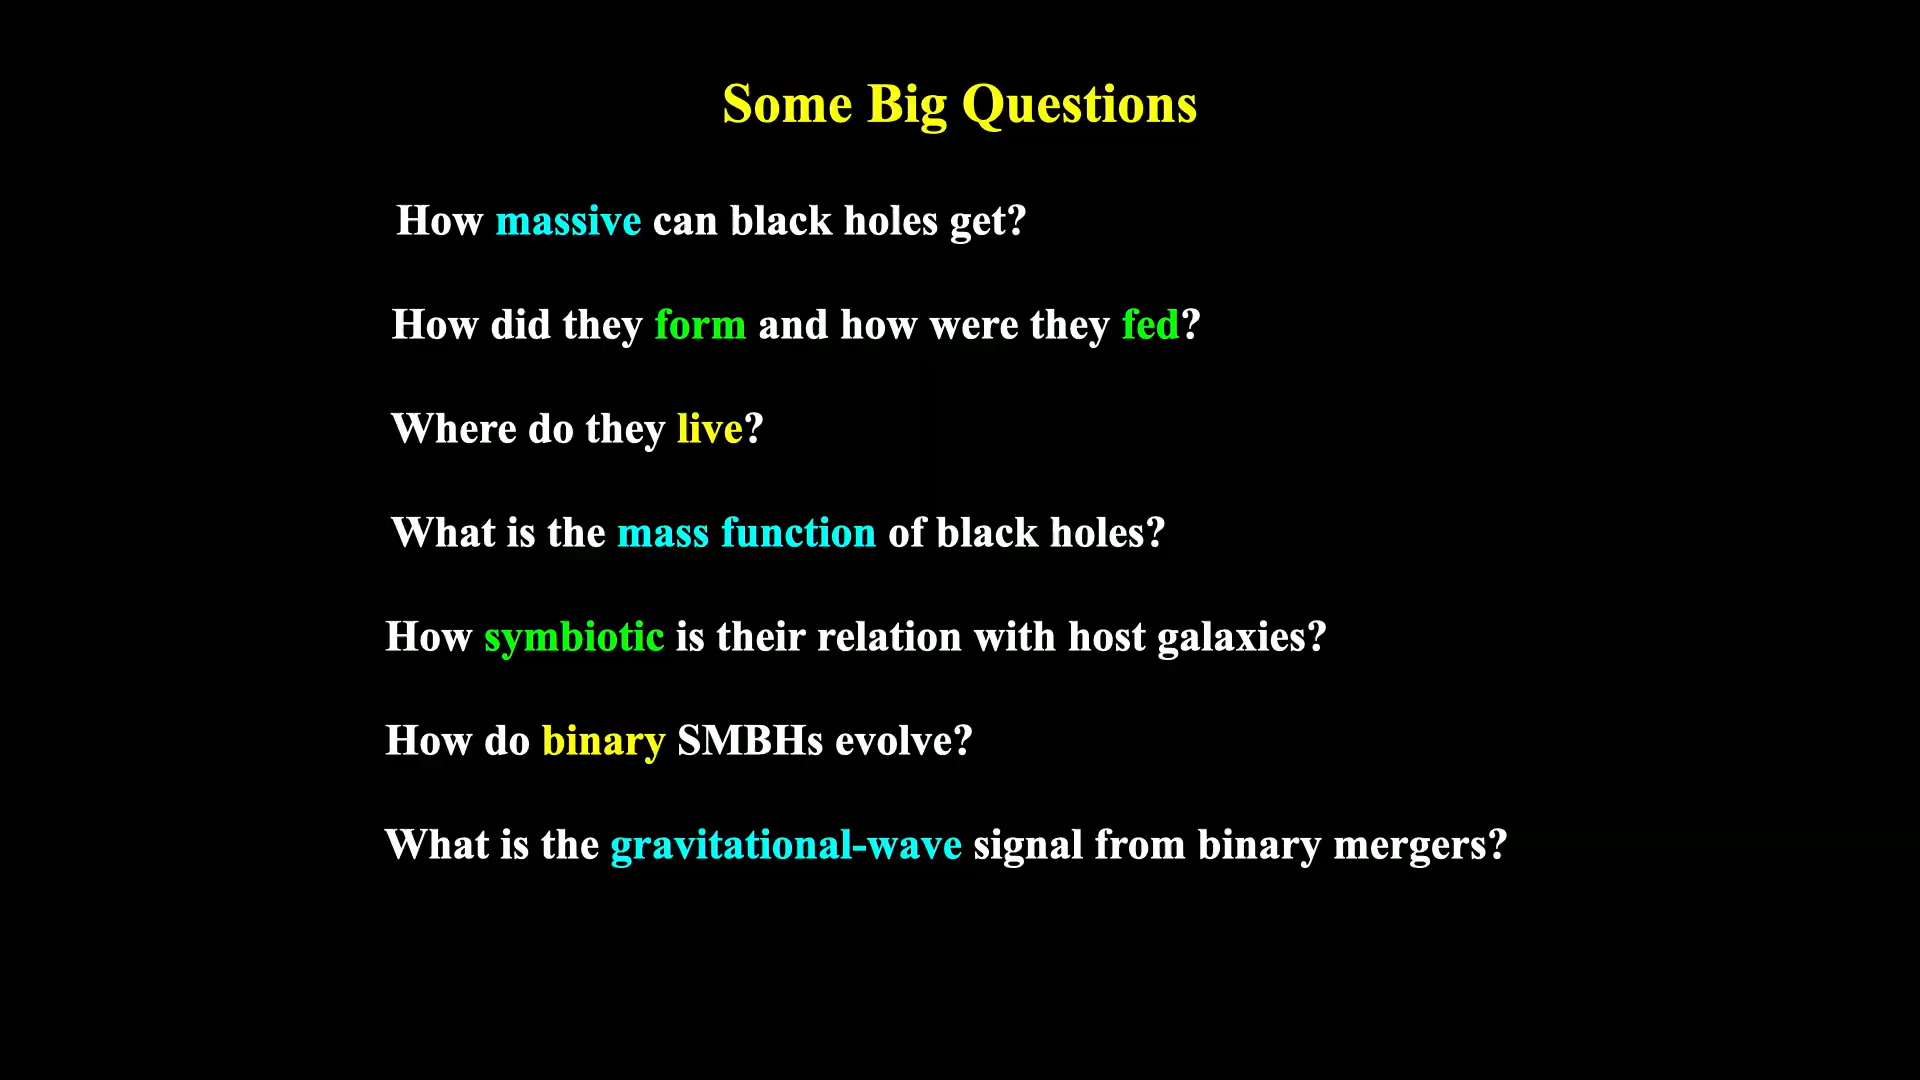 Some Big Questions
How massive can black holes get?
How did they form and how were they fed?
Where do they live?
What is the mass function of black holes?
How symbiotic is their relation with host galaxies?
How do binary SMBHs evolve?
What is the gravitational-wave signal from binary mergers?